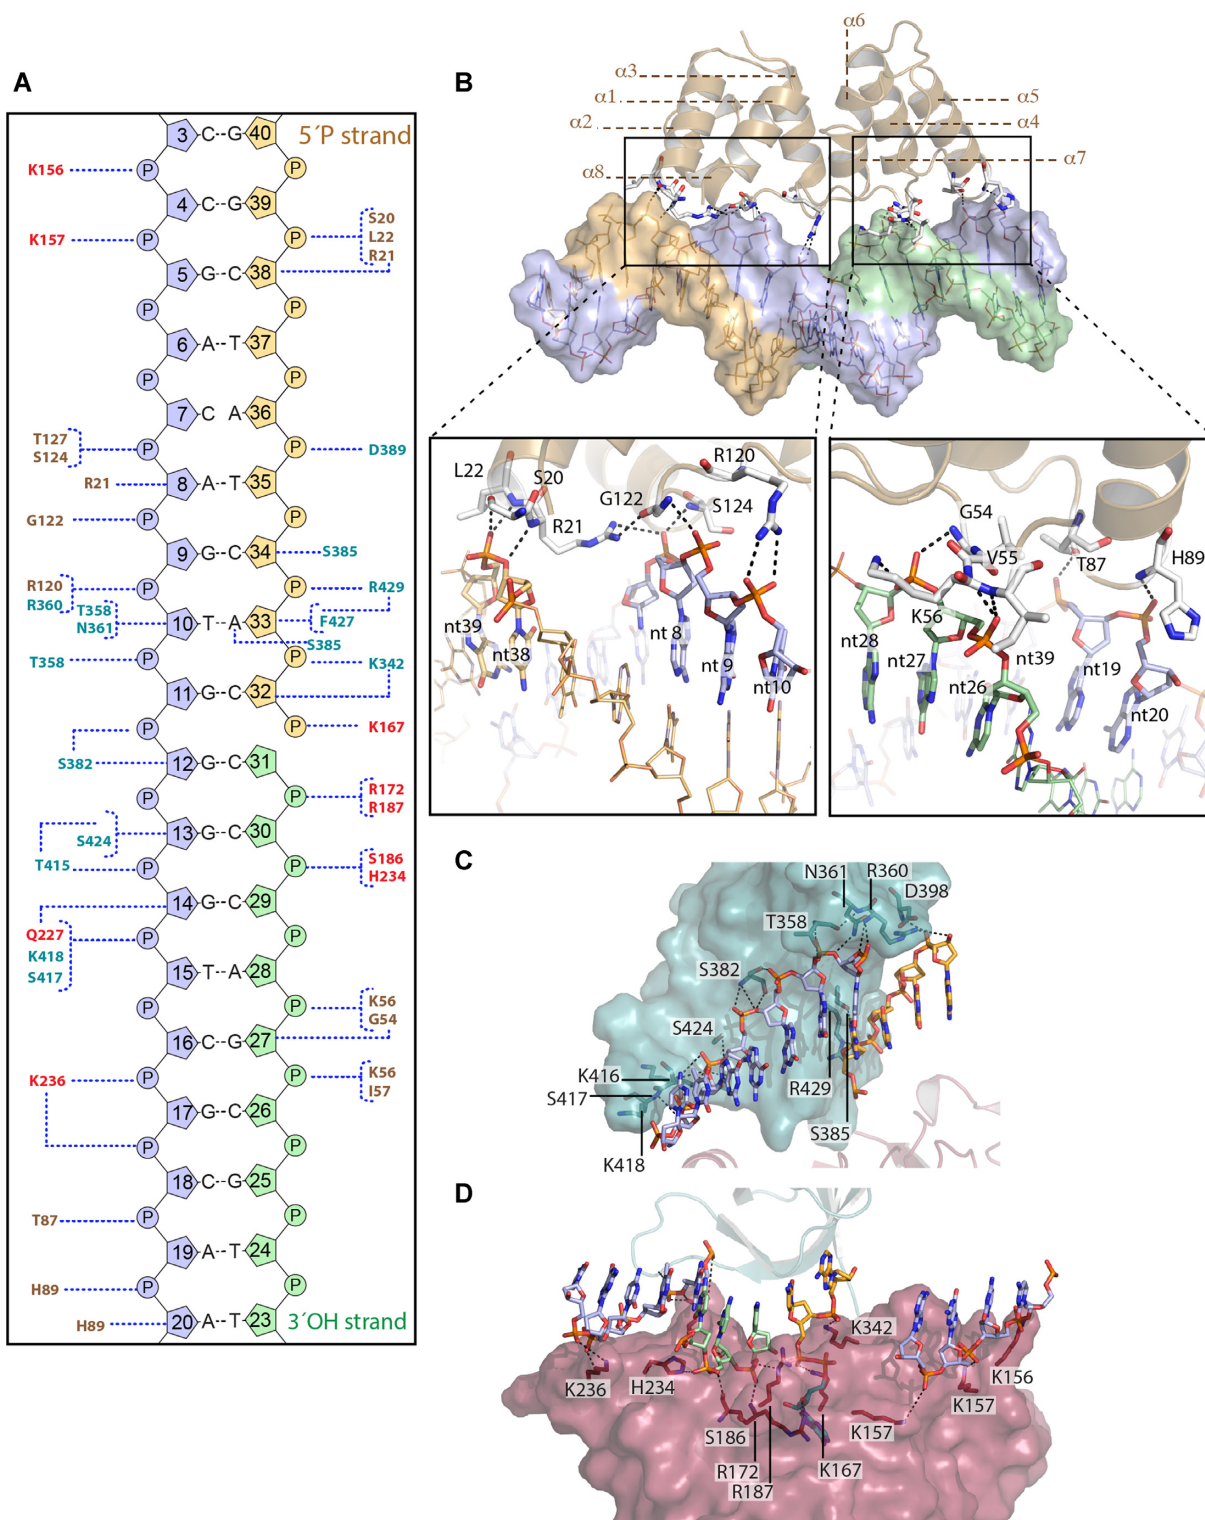 A
3 C G 40
5´P strand
P P
K156
4 C G 39
P P
K157
S20
L22
R21
5 G C 38
P P
6 A T 37
P P
7 C A 36
T127
S124
P P
D389
R21
8 A T 35
G122
P P
9 G C 34
S385
R120
R360
P P
R429
T358
N361
10 T A 33
F427
S385
T358
P P
K342
11 G C 32
P P
K167
S382
12 G C 31
P P
R172
R187
S424
13 G C 30
T415
P P
S186
H234
14 G C 29
Q227
K418
S417
P P
15 T A 28
P P
K56
G54
16 C G 27
K236
P P
K56
I57
17 G C 26
P P
18 C G 25
T87
P P
19 A T 24
H89
P P
H89
20 A T 23
3´OH strand
B
α6
α3
α1
α2
α8
α5
α4
α7
L22
S20
G122
R120
S124
R21
nt39
nt38
nt 8
nt 9
nt10
G54
V55
T87
H89
K56
nt28
nt27
nt26
nt39
nt19
nt20
C
N361
R360
D398
T358
S382
S424
K416
S417
K418
R429
S385
D
K342
K236
H234
K156
K157
K157
S186
R172
R187
K167